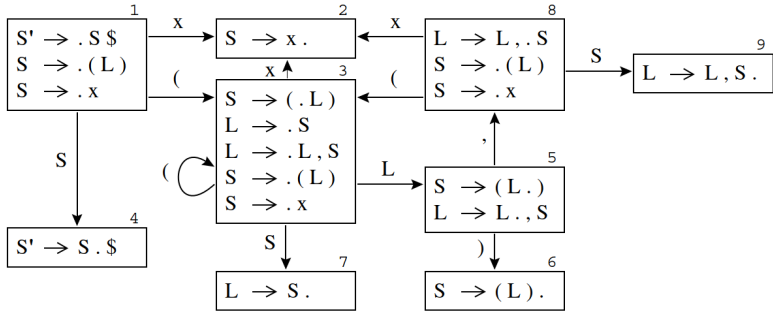 1
S' → . S $
S → . ( L )
S → . x
x
(
S
2
S → x .
x
3
S → ( . L )
L → . S
L → . L , S
S → . ( L )
S → . x
(
L
S
x
(
8
L → L , . S
S → . ( L )
S → . x
S
9
L → L , S .
,
5
S → ( L . )
L → L . , S
)
4
S' → S . $
7
L → S .
6
S → ( L ) .